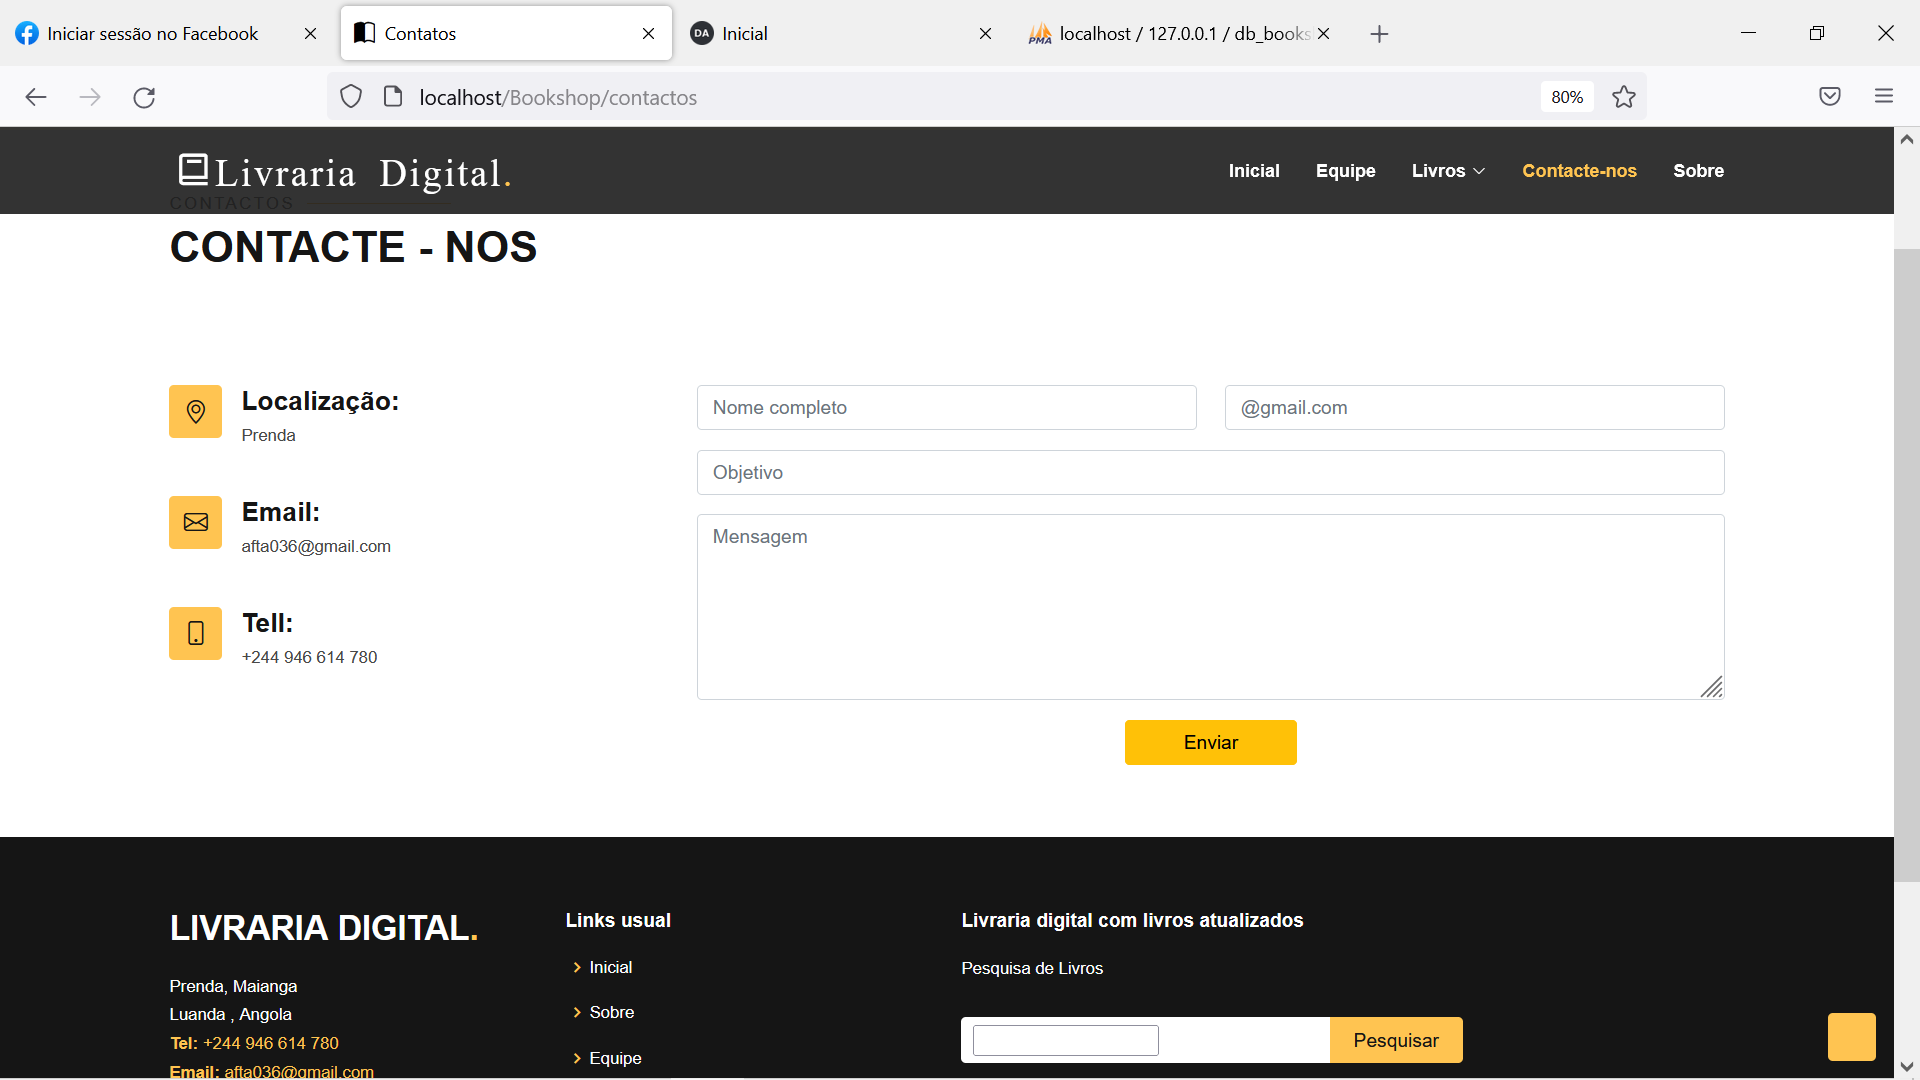 Iniciar sessão no Facebook
Contatos
DA Inicial
PMA localhost / 127.0.0.1 / db_books
localhost/Bookshop/contactos
80%
Livraria Digital.
Inicial
Equipe
Livros
Contacte-nos
Sobre
CONTACTOS
CONTACTE - NOS
Localização:
Prenda
Email:
afta036@gmail.com
Tell:
+244 946 614 780
Nome completo
@gmail.com
Objetivo
Mensagem
Enviar
LIVRARIA DIGITAL.
Prenda, Maianga
Luanda , Angola
Tel: +244 946 614 780
Email: afta036@gmail.com
Links usual
Inicial
Sobre
Equipe
Livraria digital com livros atualizados
Pesquisa de Livros
Pesquisar